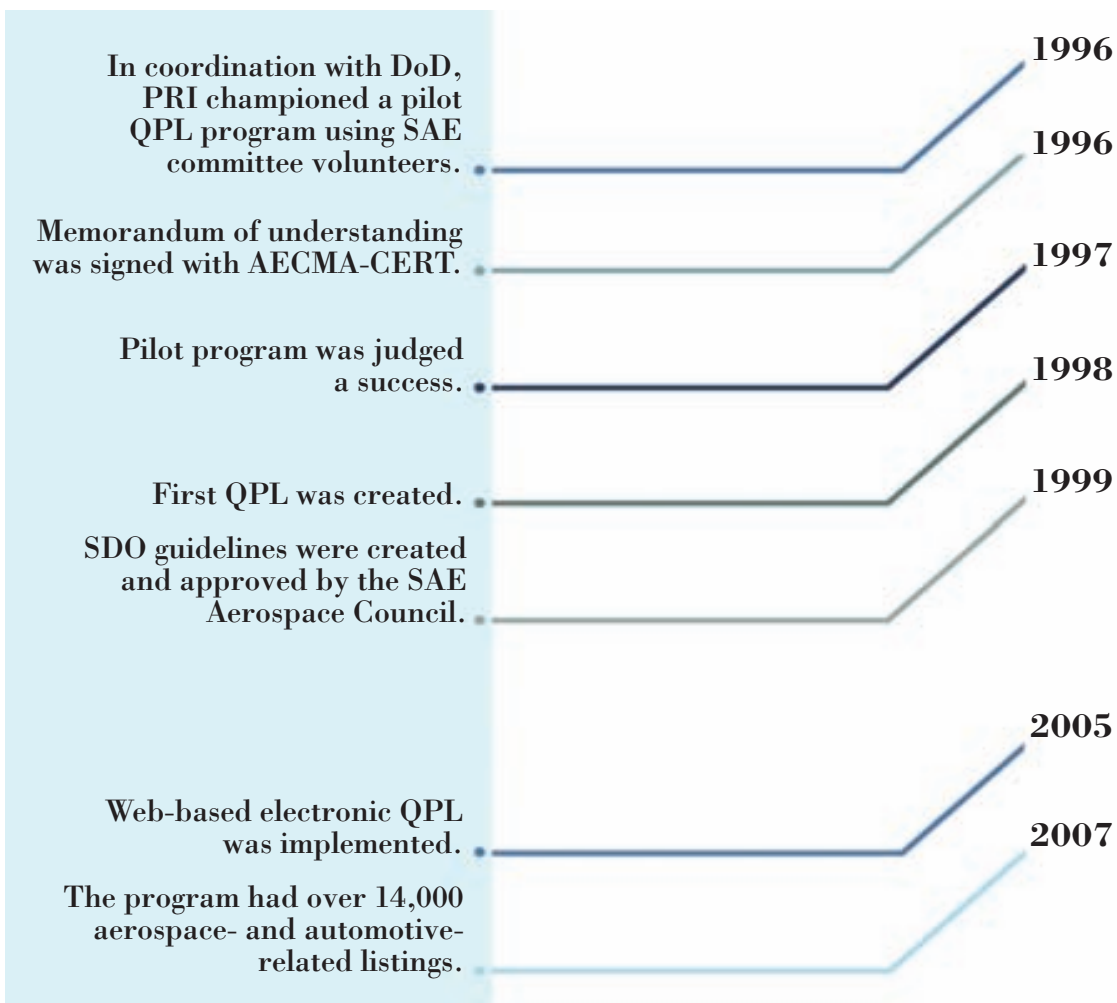 In coordination with DoD,
PRI championed a pilot
QPL program using SAE
committee volunteers.
1996
Memorandum of understanding
was signed with AECMA-CERT.
1996
Pilot program was judged
a success.
1997
First QPL was created.
1998
SDO guidelines were created
and approved by the SAE
Aerospace Council.
1999
Web-based electronic QPL
was implemented.
2005
The program had over 14,000
aerospace- and automotive-
related listings.
2007